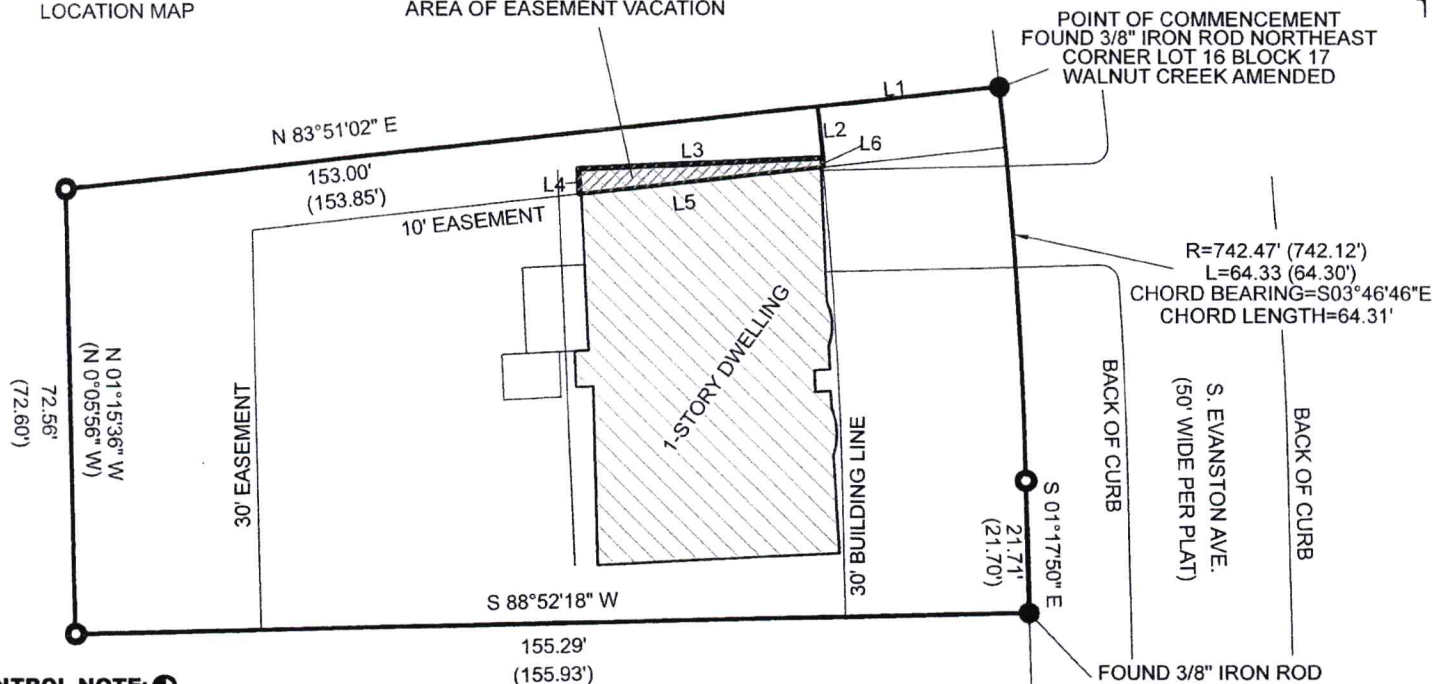 LOCATION MAP
AREA OF EASEMENT VACATION
POINT OF COMMENCEMENT
FOUND 3/8" IRON ROD NORTHEAST
CORNER LOT 16 BLOCK 17
WALNUT CREEK AMENDED
L1
N 83°51'02" E
153.00'
(153.85')
L2
L6
L3
L4
L5
10' EASEMENT
R=742.47' (742.12')
L=64.33 (64.30')
CHORD BEARING=S03°46'46"E
CHORD LENGTH=64.31'
1-STORY DWELLING
N 01°15'36" W
(N 0°05'56" W)
72.56'
(72.60')
30' EASEMENT
30' BUILDING LINE
BACK OF CURB
S. EVANSTON AVE.
(50' WIDE PER PLAT)
BACK OF CURB
S 01°17'50" E
21.71'
(21.70')
S 88°52'18" W
155.29'
(155.93')
FOUND 3/8" IRON ROD
NTROL NOTE: